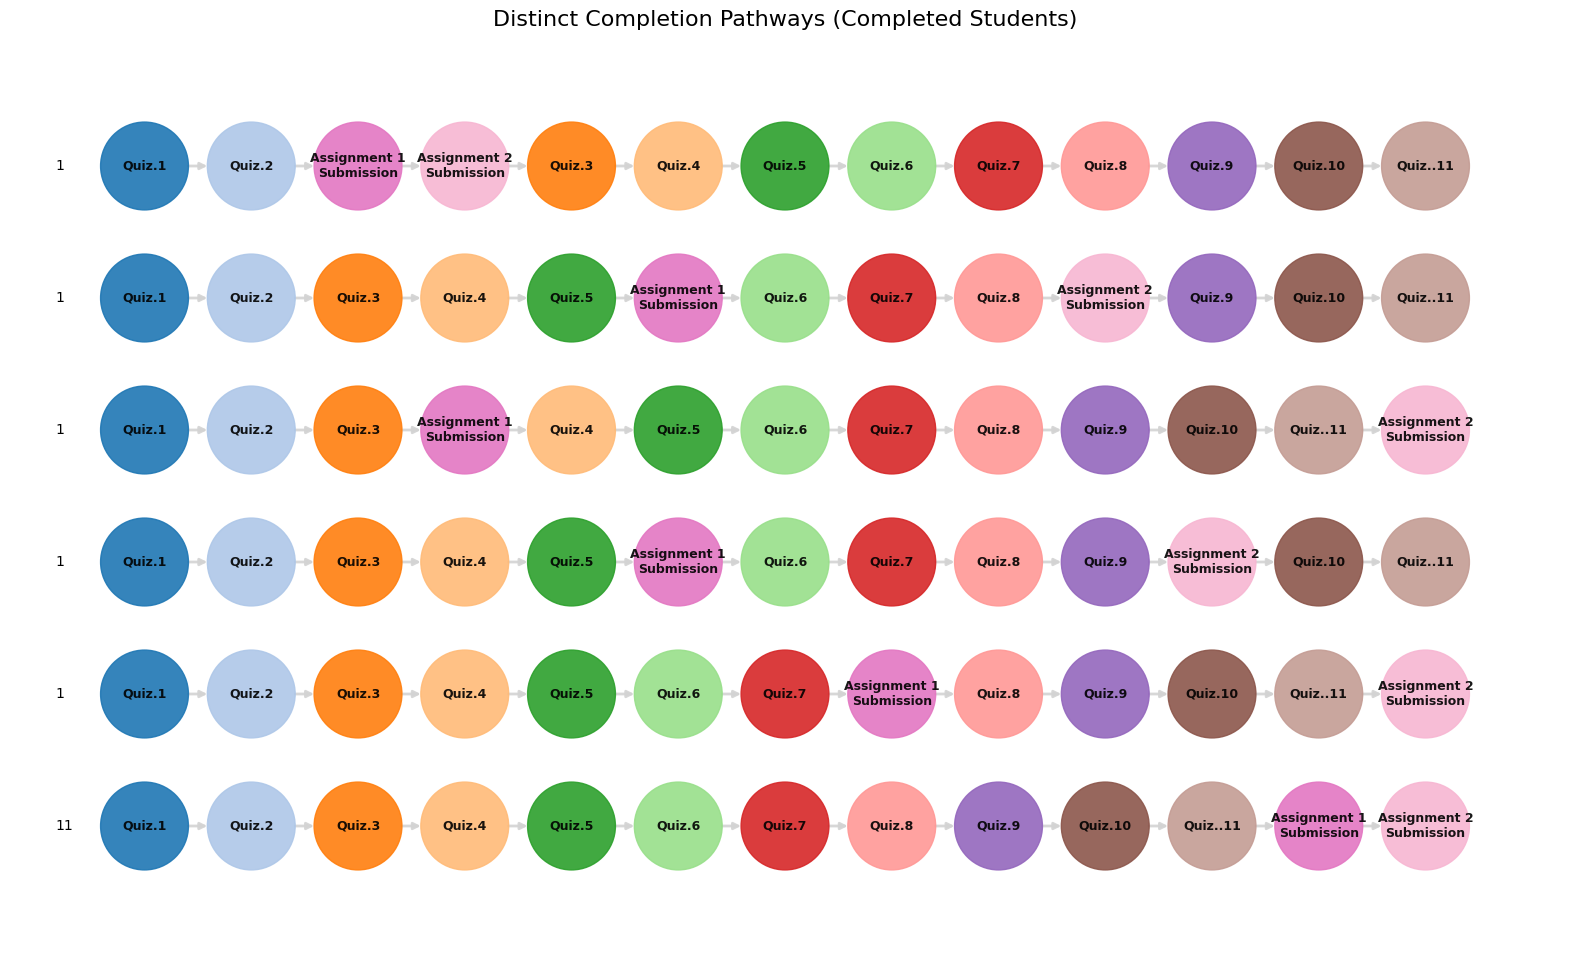 Distinct Completion Pathways (Completed Students)
1 Quiz.1 Quiz.2 Assignment 1 Submission Assignment 2 Submission Quiz.3 Quiz.4 Quiz.5 Quiz.6 Quiz.7 Quiz.8 Quiz.9 Quiz.10 Quiz..11
1 Quiz.1 Quiz.2 Quiz.3 Quiz.4 Quiz.5 Assignment 1 Submission Quiz.6 Quiz.7 Quiz.8 Assignment 2 Submission Quiz.9 Quiz.10 Quiz..11
1 Quiz.1 Quiz.2 Quiz.3 Assignment 1 Submission Quiz.4 Quiz.5 Quiz.6 Quiz.7 Quiz.8 Quiz.9 Quiz.10 Quiz..11 Assignment 2 Submission
1 Quiz.1 Quiz.2 Quiz.3 Quiz.4 Quiz.5 Assignment 1 Submission Quiz.6 Quiz.7 Quiz.8 Quiz.9 Assignment 2 Submission Quiz.10 Quiz..11
1 Quiz.1 Quiz.2 Quiz.3 Quiz.4 Quiz.5 Quiz.6 Quiz.7 Assignment 1 Submission Quiz.8 Quiz.9 Quiz.10 Quiz..11 Assignment 2 Submission
11 Quiz.1 Quiz.2 Quiz.3 Quiz.4 Quiz.5 Quiz.6 Quiz.7 Quiz.8 Quiz.9 Quiz.10 Quiz..11 Assignment 1 Submission Assignment 2 Submission